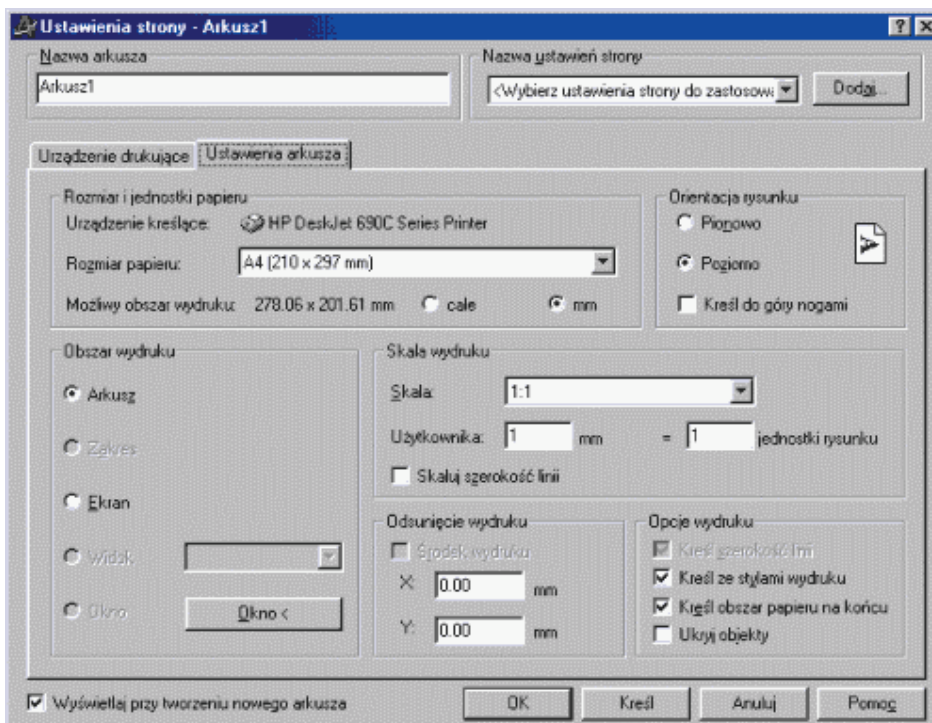 Ustawienia strony - Arkusz1
Nazwa arkusza
Nazwa ustawień strony
Arkusz1
<Wybierz ustawienia strony do zastosowa
Dodaj...
Urządzenie drukujące
Ustawienia arkusza
Rozmiar i jednostki papieru
Orientacja rysunku
Urządzenie kreślące: HP DeskJet 690C Series Printer
Pionowo
Rozmiar papieru: A4 (210 x 297 mm)
Poziomo
A
Możliwy obszar wydruku: 278.06 x 201.61 mm cale mm
Kreśl do góry nogami
Obszar wydruku
Skala wydruku
Arkusz
Skala: 1:1
Zakres
Użytkownika: 1 mm = 1 jednostki rysunku
Skaluj szerokość linii
Ekran
Odsunięcie wydruku
Opcje wydruku
Widok
Środek wydruku
Kreśl szerokość linii
X: 0.00 mm
Kreśl ze stylami wydruku
Okno
Okno <
Kreśl obszar papieru na końcu
Y: 0.00 mm
Ukryj objekty
Wyświetlaj przy tworzeniu nowego arkusza
OK
Kreśl
Anuluj
Pomoc